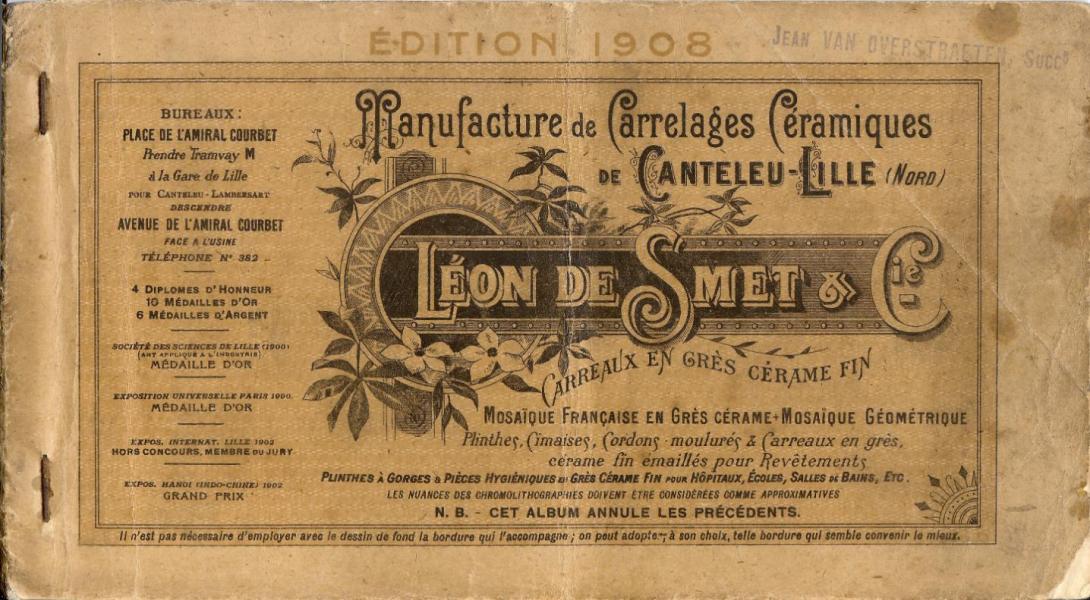 ÉDITION 1908
JEAN VAN OVERSTRAETEN, SUCCR
BUREAUX:
PLACE DE L'AMIRAL COURBET
Prendre Tramvay M
à la Gare de Lille
POUR CANTELEU-LAMBERSART
DESCENDRE
AVENUE DE L'AMIRAL COURBET
FACE A L'USINE
TÉLÉPHONE N° 382
4 DIPLOMES D'HONNEUR
10 MÉDAILLES D'OR
6 MÉDAILLES D'ARGENT
SOCIÉTÉ DES SCIENCES DE LILLE (1900)
(ART APPLIQUÉ A L'INDUSTRIE)
MÉDAILLE D'OR
EXPOSITION UNIVERSELLE PARIS 1900.
MÉDAILLE D'OR
EXPOS. INTERNAT. LILLE 1902
HORS CONCOURS, MEMBRE DU JURY
EXPOS. HANOI (INDO-CHINE) 1902
GRAND PRIX
Manufacture de Carrelages Céramiques
DE CANTELEU-LILLE (NORD)
LÉON DE SMET & Cie
CARREAUX EN GRÈS CÉRAME FIN
MOSAÏQUE FRANÇAISE EN GRÈS CÉRAME + MOSAÏQUE GÉOMÉTRIQUE
Plinthes, Cimaises, Cordons moulurés & Carreaux en grès,
cérame fin émaillés pour Revêtements
PLINTHES À GORGES & PIÈCES HYGIÉNIQUES EN GRÈS CÉRAME FIN POUR HÔPITAUX, ÉCOLES, SALLES DE BAINS, ETC.
LES NUANCES DES CHROMOLITHOGRAPHIES DOIVENT ÊTRE CONSIDÉRÉES COMME APPROXIMATIVES
N. B. - CET ALBUM ANNULE LES PRÉCÉDENTS.
Il n'est pas nécessaire d'employer avec le dessin de fond la bordure qui l'accompagne; on peut adopter, à son choix, telle bordure qui semble convenir le mieux.